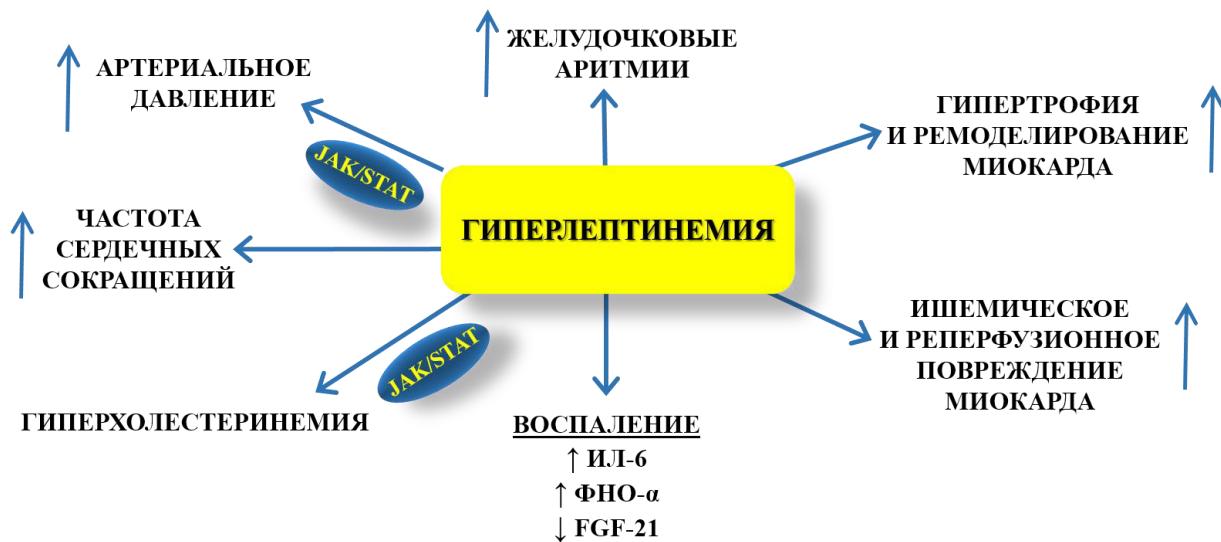 АРТЕРИАЛЬНОЕ
ДАВЛЕНИЕ
ЖЕЛУДОЧКОВЫЕ
АРИТМИИ
ГИПЕРТРОФИЯ
И РЕМОДЕЛИРОВАНИЕ
МИОКАРДА
JAK/STAT
ГИПЕРЛЕПТИНЕМИЯ
ЧАСТОТА
СЕРДЕЧНЫХ
СОКРАЩЕНИЙ
ИШЕМИЧЕСКОЕ
И РЕПЕРФУЗИОННОЕ
ПОВРЕЖДЕНИЕ
МИОКАРДА
JAK/STAT
ГИПЕРХОЛЕСТЕРИНЕМИЯ
ВОСПАЛЕНИЕ
↑ ИЛ-6
↑ ФНО-α
↓ FGF-21